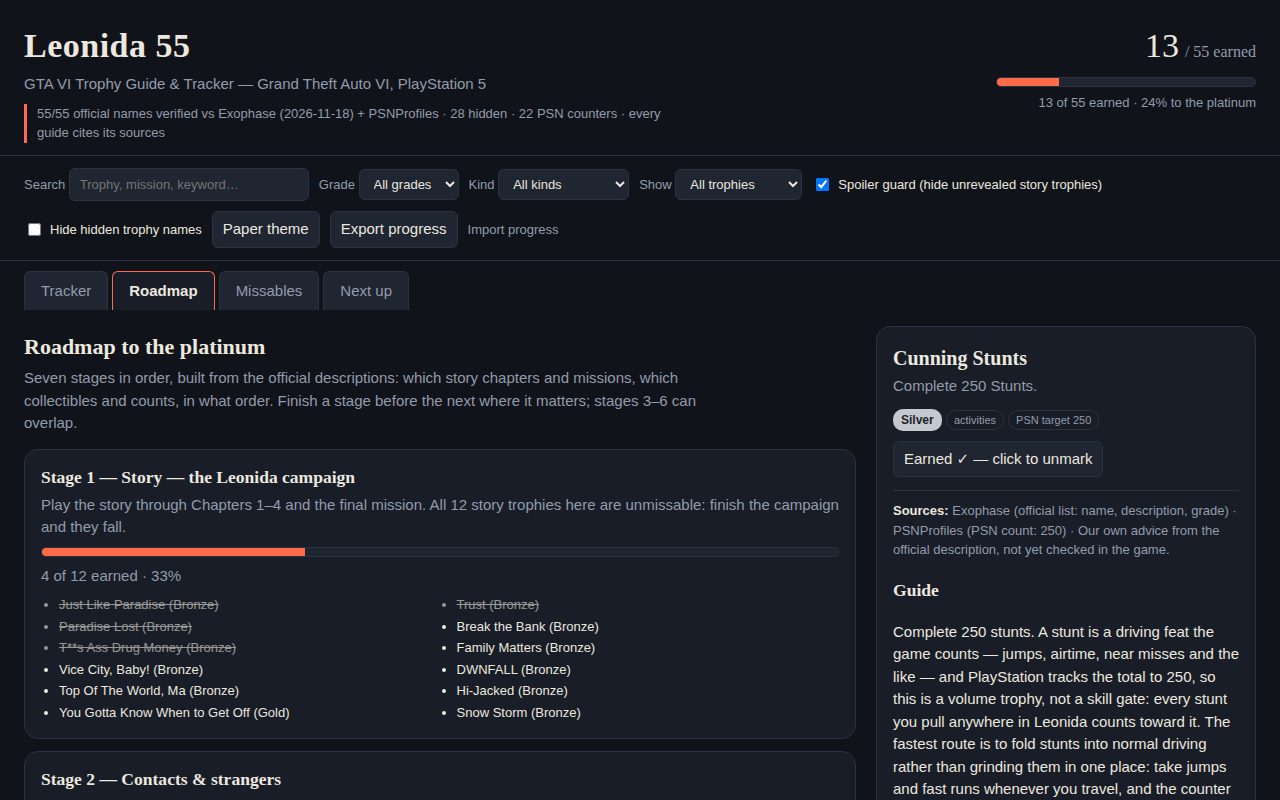 Leonida 55
GTA VI Trophy Guide & Tracker — Grand Theft Auto VI, PlayStation 5
55/55 official names verified vs Exophase (2026-11-18) + PSNProfiles · 28 hidden · 22 PSN counters · every
guide cites its sources
13 / 55 earned
13 of 55 earned · 24% to the platinum
Search Trophy, mission, keyword… Grade All grades Kind All kinds Show All trophies Spoiler guard (hide unrevealed story trophies)
Hide hidden trophy names Paper theme Export progress Import progress
Tracker Roadmap Missables Next up
Roadmap to the platinum
Seven stages in order, built from the official descriptions: which story chapters and missions, which
collectibles and counts, in what order. Finish a stage before the next where it matters; stages 3–6 can
overlap.
Stage 1 — Story — the Leonida campaign
Play the story through Chapters 1–4 and the final mission. All 12 story trophies here are unmissable: finish the campaign
and they fall.
4 of 12 earned · 33%
Just Like Paradise (Bronze)
Paradise Lost (Bronze)
T**s Ass Drug Money (Bronze)
Vice City, Baby! (Bronze)
Top Of The World, Ma (Bronze)
You Gotta Know When to Get Off (Gold)
Trust (Bronze)
Break the Bank (Bronze)
Family Matters (Bronze)
DWNFALL (Bronze)
Hi-Jacked (Bronze)
Snow Storm (Bronze)
Stage 2 — Contacts & strangers
Cunning Stunts
Complete 250 Stunts.
Silver activities PSN target 250
Earned ✓ — click to unmark
Sources: Exophase (official list: name, description, grade) ·
PSNProfiles (PSN count: 250) · Our own advice from the
official description, not yet checked in the game.
Guide
Complete 250 stunts. A stunt is a driving feat the
game counts — jumps, airtime, near misses and the
like — and PlayStation tracks the total to 250, so
this is a volume trophy, not a skill gate: every stunt
you pull anywhere in Leonida counts toward it. The
fastest route is to fold stunts into normal driving
rather than grinding them in one place: take jumps
and fast runs whenever you travel, and the counter